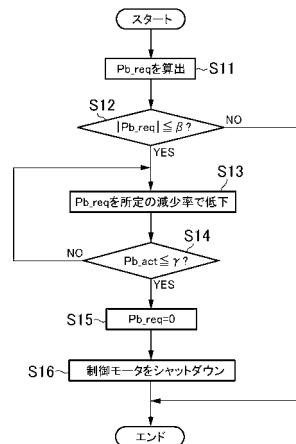 スタート
Pb_reqを算出
S11
S12
|Pb_req|≦β?
NO
YES
S13
Pb_reqを所定の減少率で低下
S14
NO
Pb_act≦γ?
YES
S15
Pb_req=0
S16
制御モータをシャットダウン
エンド